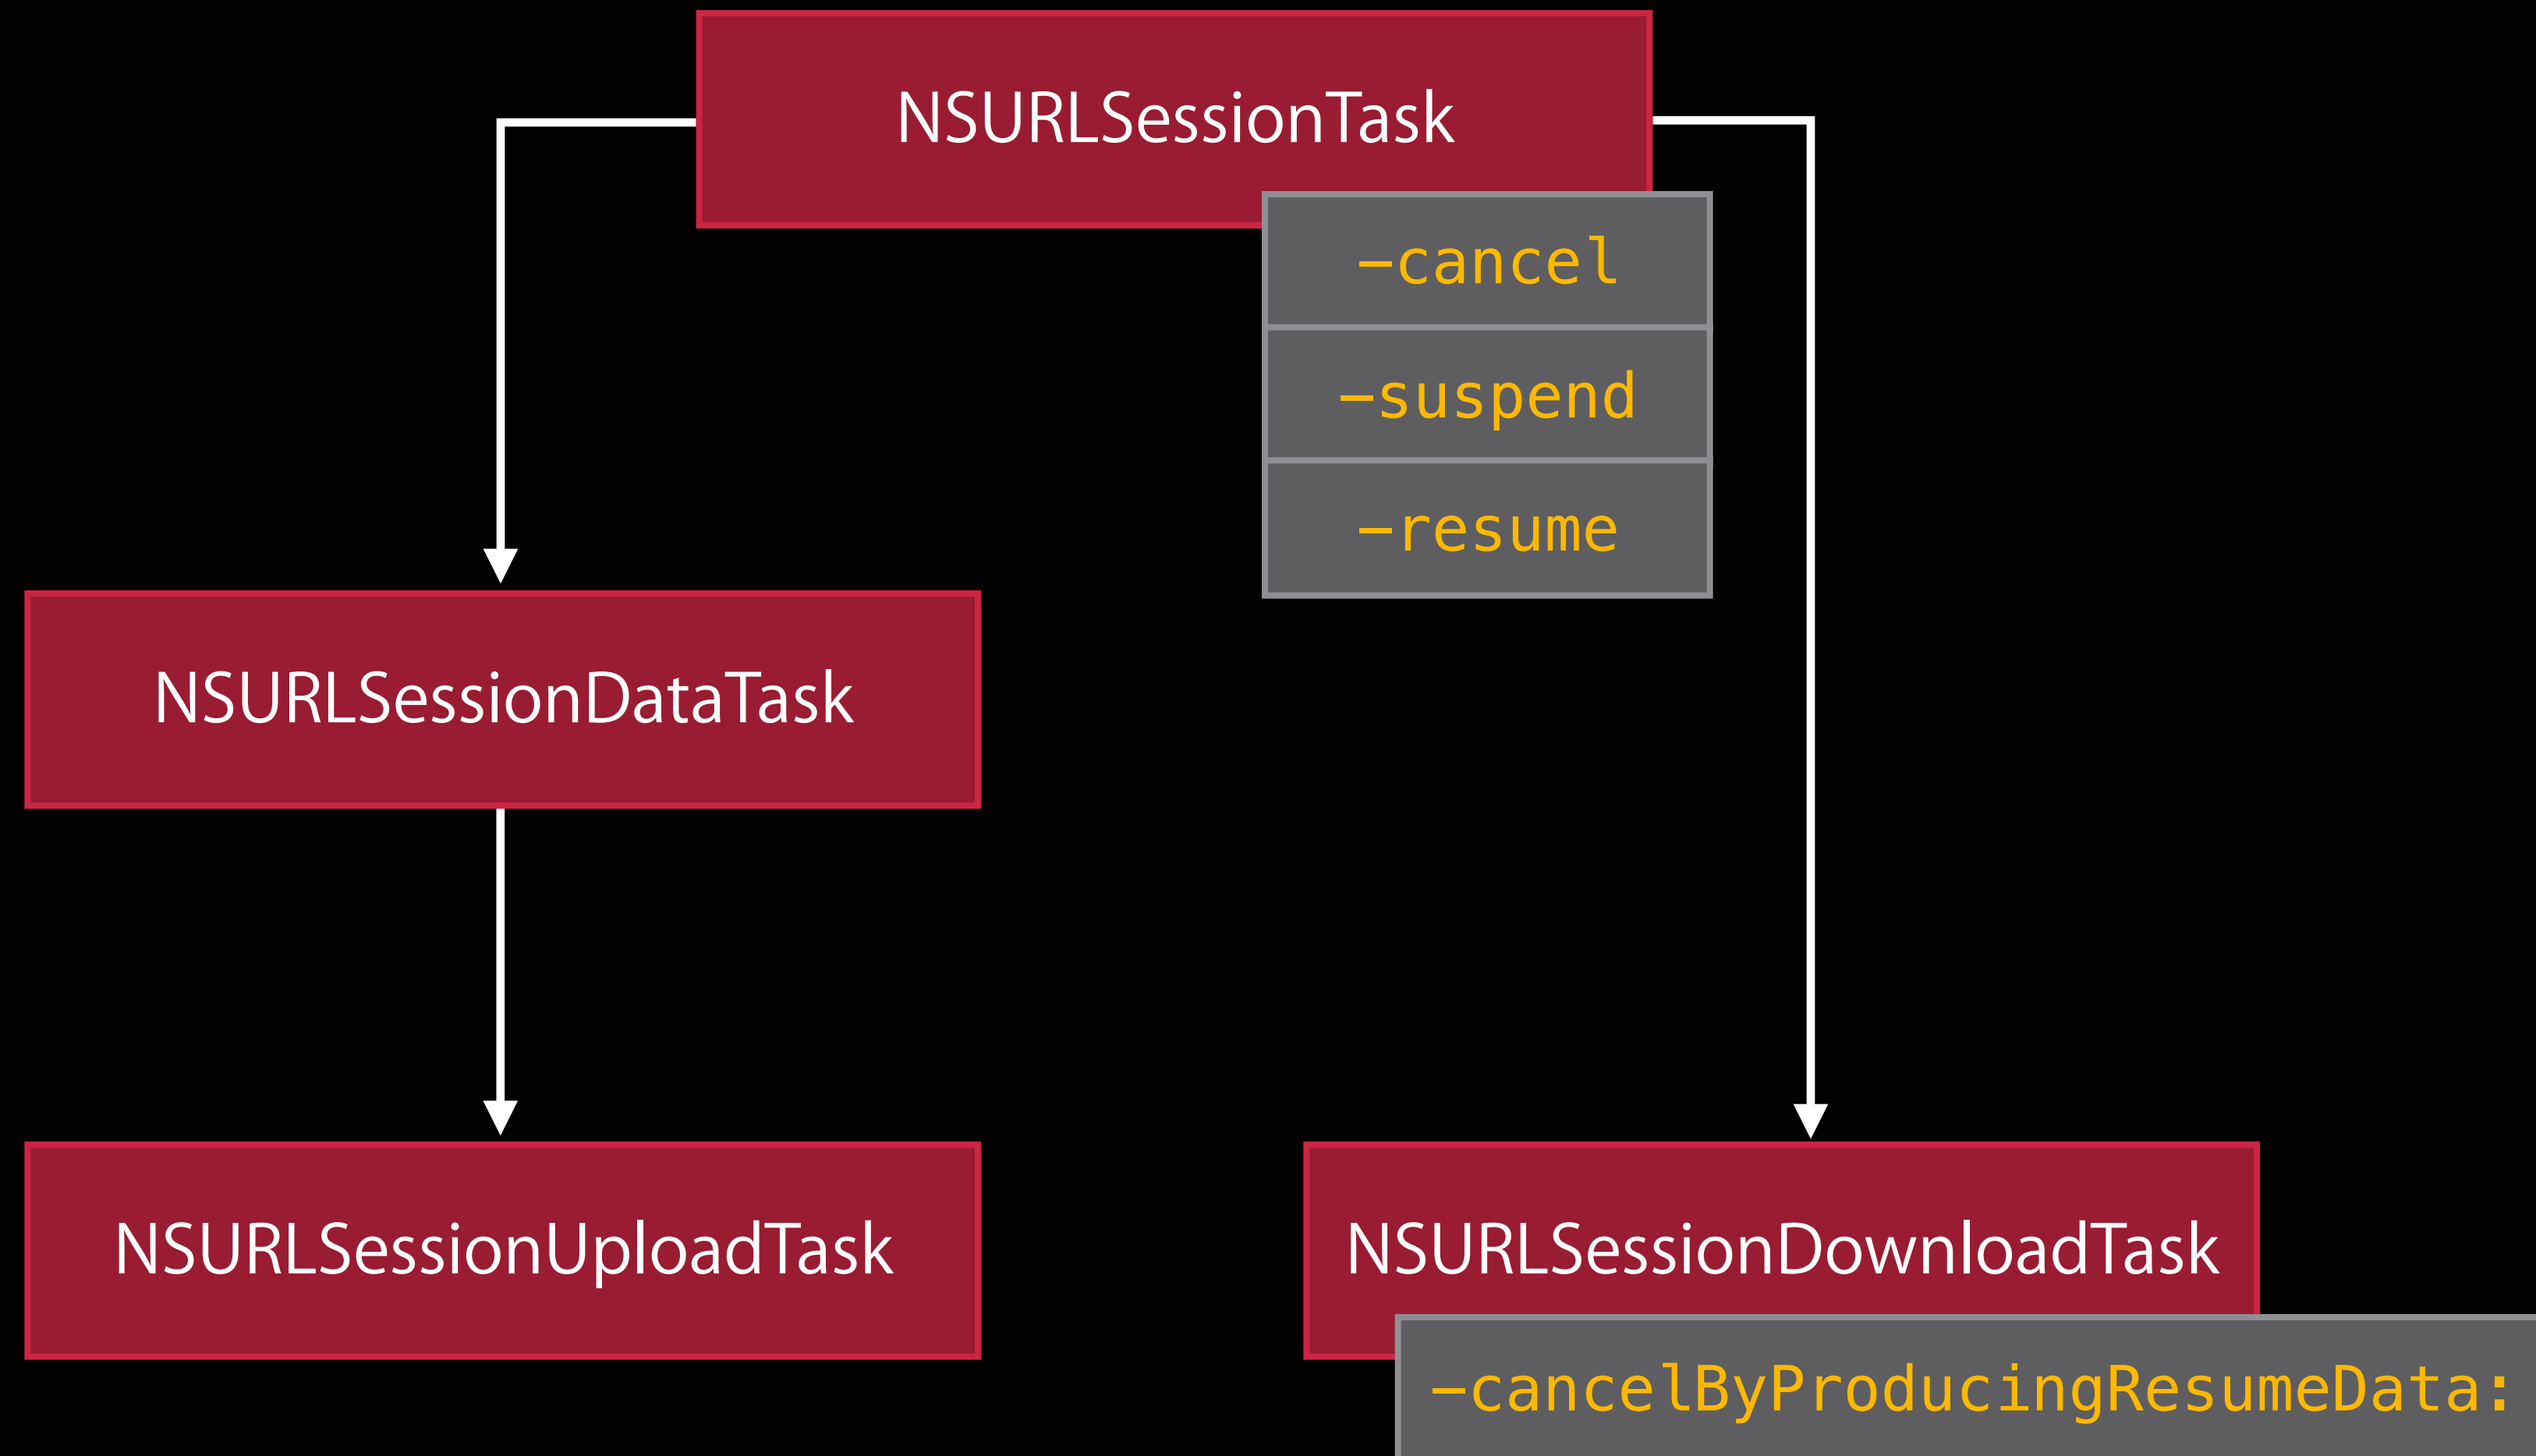 NSURLSessionTask
–cancel
–suspend
–resume
NSURLSessionDataTask
NSURLSessionUploadTask
NSURLSessionDownloadTask
–cancelByProducingResumeData: